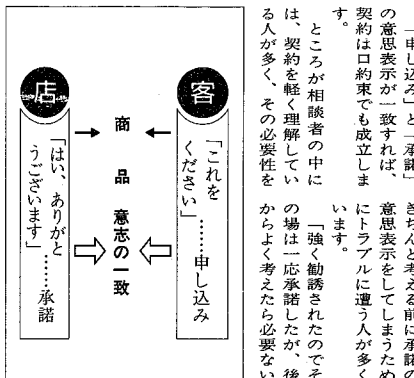 「申し込み」と「承諾」
の意思表示が一致すれば、
契約は口約束でも成立しま
す。
ところが相談者の中に
は、契約を軽く理解してい
る人が多く、その必要性を
きちんと考える前に承諾の
意思表示をしてしまうため
にトラブルに遭う人が多く
います。
「強く勧誘されたのでそ
の場は一応承諾したが、後
からよく考えたら必要ない
客
「これを
ください」……申し込み
商品 意志の一致
店
「はい、ありがと
うございます」……承諾